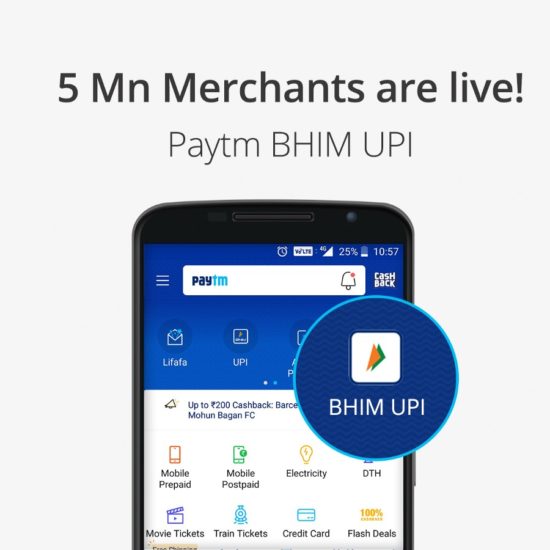 5 Mn Merchants are live!
Paytm BHIM UPI
VoLTE 4G 25% 10:57
paytm
CASH
BACK
Lifafa
UPI
BHIM UPI
Up to ₹200 Cashback: Barce
Mohun Bagan FC
Mobile
Prepaid
Mobile
Postpaid
Electricity
DTH
100%
CASHBACK
Movie Tickets
Train Tickets
Credit Card
Flash Deals
Free Shipping